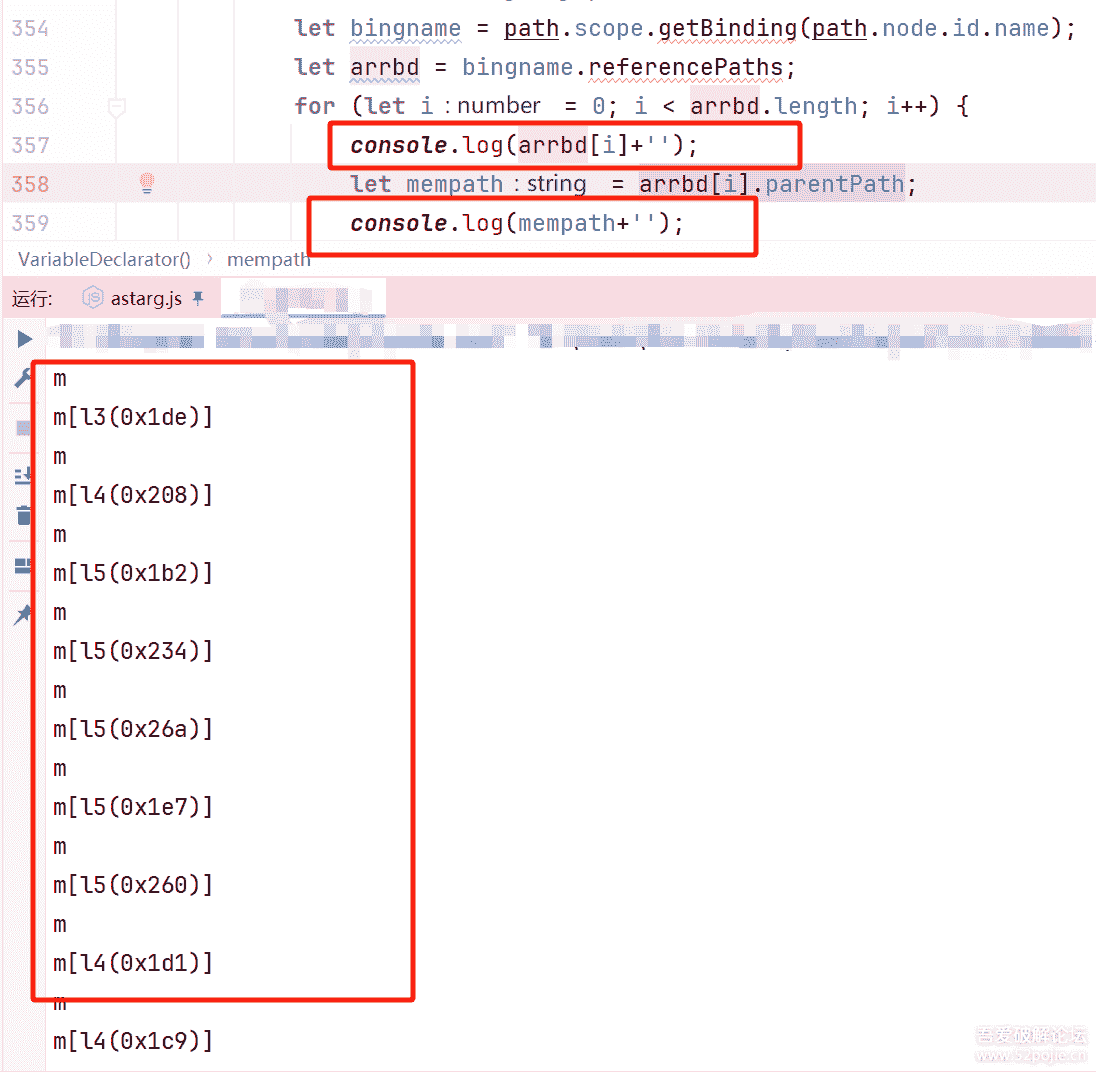 354 let bingname = path.scope.getBinding(path.node.id.name);
355 let arrbd = bingname.referencePaths;
356 for (let i : number = 0; i < arrbd.length; i++) {
357 console.log(arrbd[i]+'');
358 let mempath : string = arrbd[i].parentPath;
359 console.log(mempath+'');
VariableDeclarator() › mempath
运行: astarg.js
m
m[l3(0x1de)]
m
m[l4(0x208)]
m
m[l5(0x1b2)]
m
m[l5(0x234)]
m
m[l5(0x26a)]
m
m[l5(0x1e7)]
m
m[l5(0x260)]
m
m[l4(0x1d1)]
m
m[l4(0x1c9)]
吾爱破解论坛
www.52pojie.cn